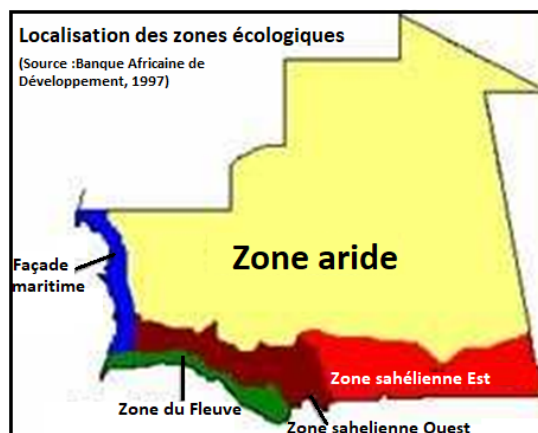 Localisation des zones écologiques
(Source :Banque Africaine de
Développement, 1997)
Façade
maritime
Zone aride
Zone sahélienne Est
Zone du Fleuve
Zone sahelienne Ouest